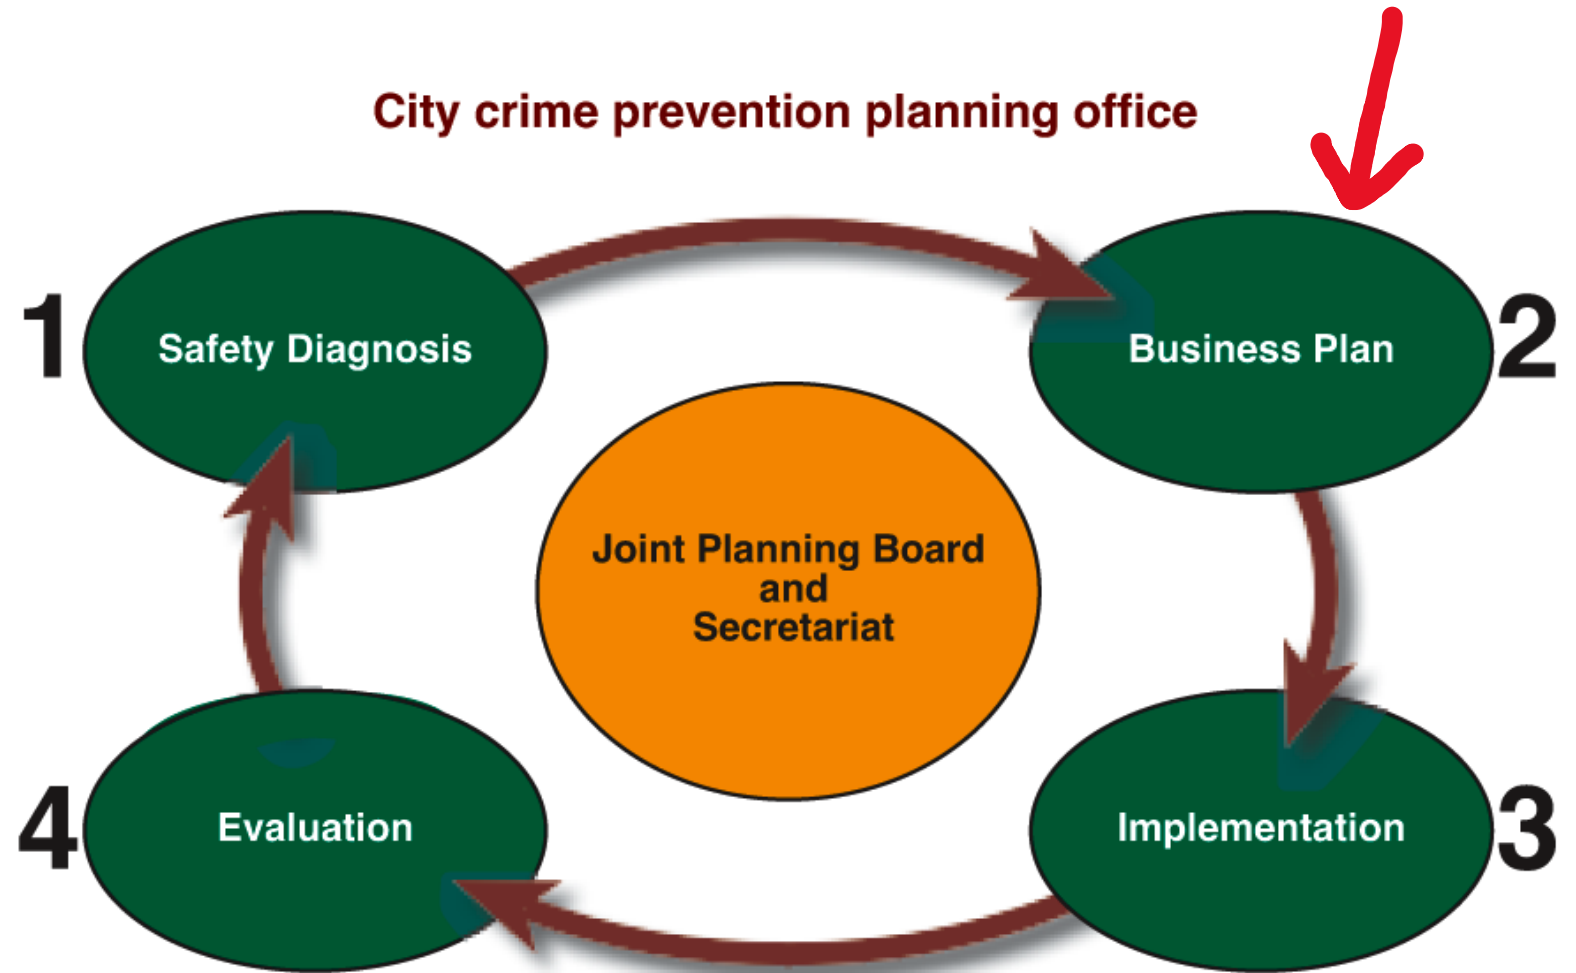 City crime prevention planning office
1
Safety Diagnosis
Business Plan
2
Joint Planning Board
and
Secretariat
4
Evaluation
Implementation
3